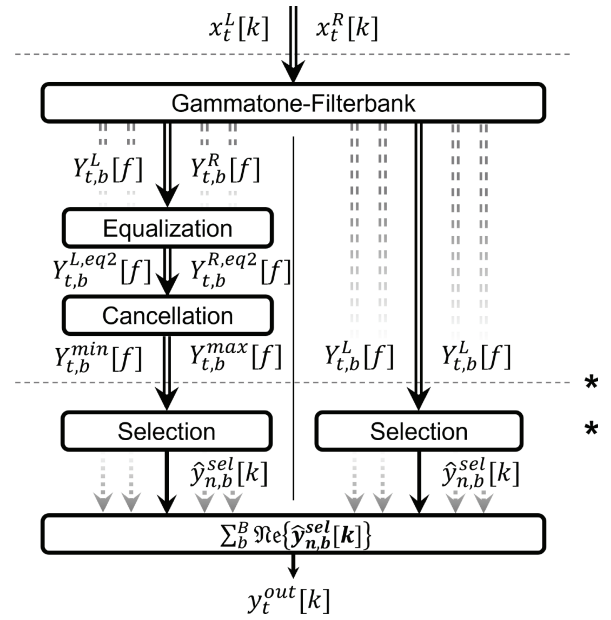 x_t^L[k] x_t^R[k]
Gammatone-Filterbank
Y_{t,b}^L[f] Y_{t,b}^R[f]
Equalization
Y_{t,b}^{L,eq2}[f] Y_{t,b}^{R,eq2}[f]
Cancellation
Y_{t,b}^{min}[f] Y_{t,b}^{max}[f] Y_{t,b}^L[f] Y_{t,b}^L[f]
*
Selection Selection *
ŷ_{n,b}^{sel}[k] ŷ_{n,b}^{sel}[k]
∑_b^B 𝔑e{ŷ_{n,b}^{sel}[k]}
y_t^{out}[k]